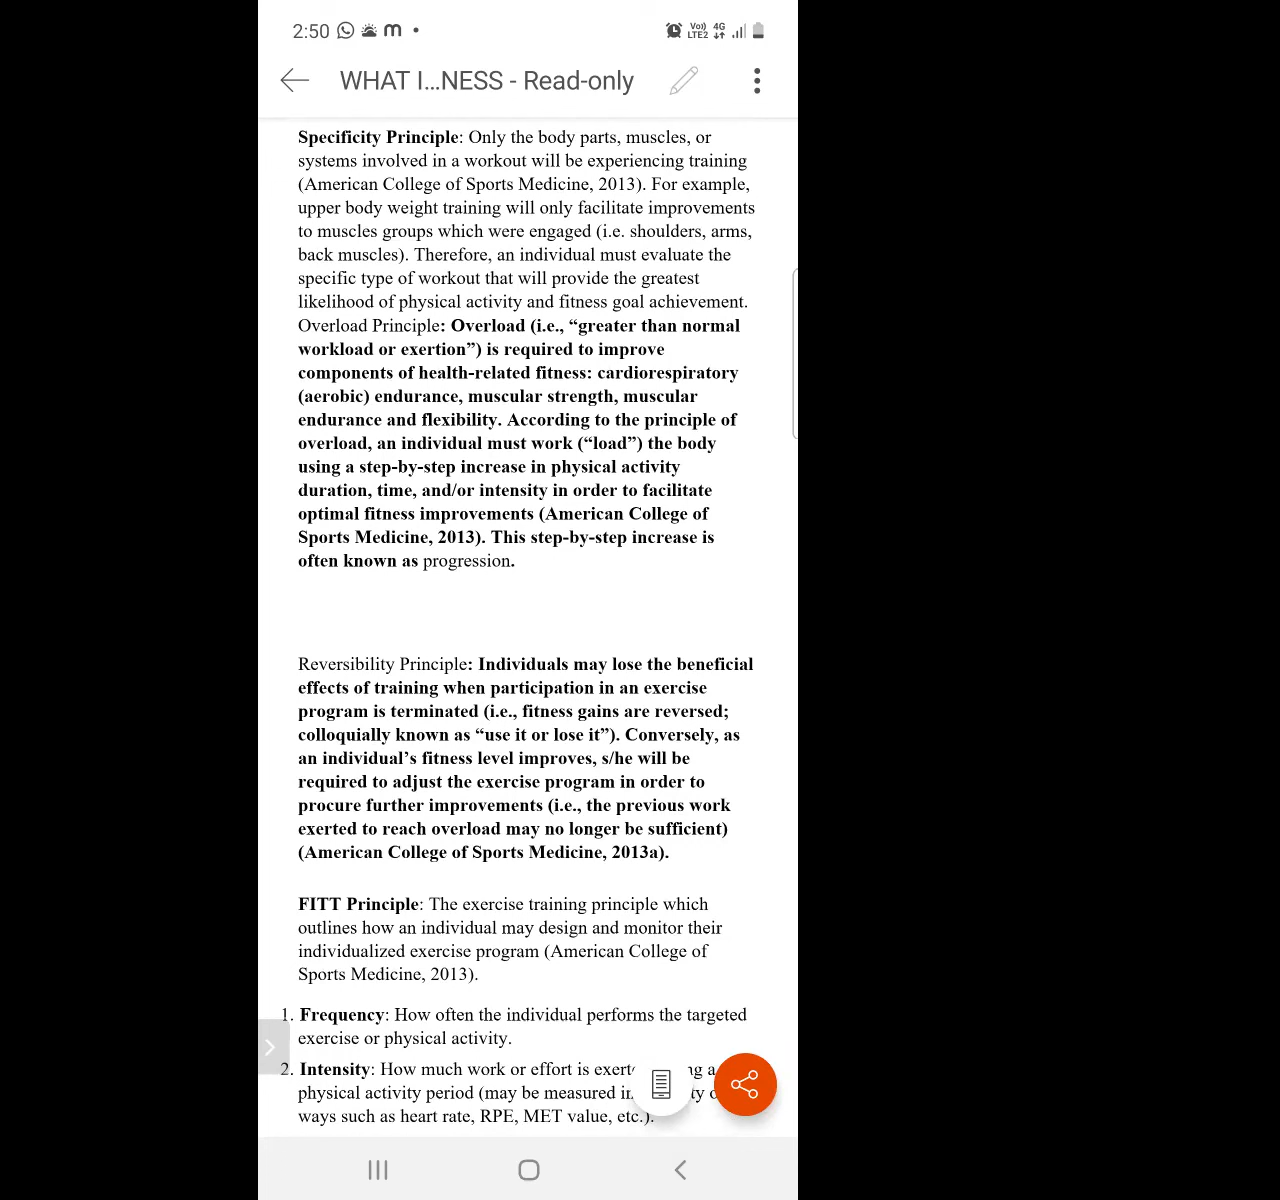 2:50 m
Vo)) 4G
LTE2
WHAT I...NESS - Read-only
Specificity Principle: Only the body parts, muscles, or
systems involved in a workout will be experiencing training
(American College of Sports Medicine, 2013). For example,
upper body weight training will only facilitate improvements
to muscles groups which were engaged (i.e. shoulders, arms,
back muscles). Therefore, an individual must evaluate the
specific type of workout that will provide the greatest
likelihood of physical activity and fitness goal achievement.
Overload Principle: Overload (i.e., “greater than normal
workload or exertion”) is required to improve
components of health-related fitness: cardiorespiratory
(aerobic) endurance, muscular strength, muscular
endurance and flexibility. According to the principle of
overload, an individual must work (“load”) the body
using a step-by-step increase in physical activity
duration, time, and/or intensity in order to facilitate
optimal fitness improvements (American College of
Sports Medicine, 2013). This step-by-step increase is
often known as progression.
Reversibility Principle: Individuals may lose the beneficial
effects of training when participation in an exercise
program is terminated (i.e., fitness gains are reversed;
colloquially known as “use it or lose it”). Conversely, as
an individual’s fitness level improves, s/he will be
required to adjust the exercise program in order to
procure further improvements (i.e., the previous work
exerted to reach overload may no longer be sufficient)
(American College of Sports Medicine, 2013a).
FITT Principle: The exercise training principle which
outlines how an individual may design and monitor their
individualized exercise program (American College of
Sports Medicine, 2013).
1. Frequency: How often the individual performs the targeted
exercise or physical activity.
2. Intensity: How much work or effort is a
physical activity period (may be measured in
ways such as heart rate, RPE, MET value, etc.).